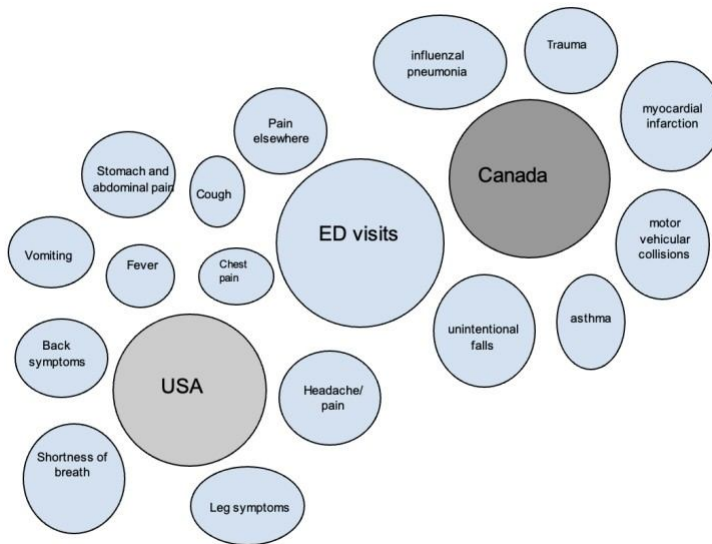 influenzal
pneumonia
Trauma
myocardial
infarction
Pain
elsewhere
Stomach and
abdominal pain
Cough
Canada
ED visits
motor
vehicular
collisions
Vomiting
Fever
Chest
pain
unintentional
falls
asthma
Back
symptoms
USA
Headache/
pain
Shortness of
breath
Leg symptoms